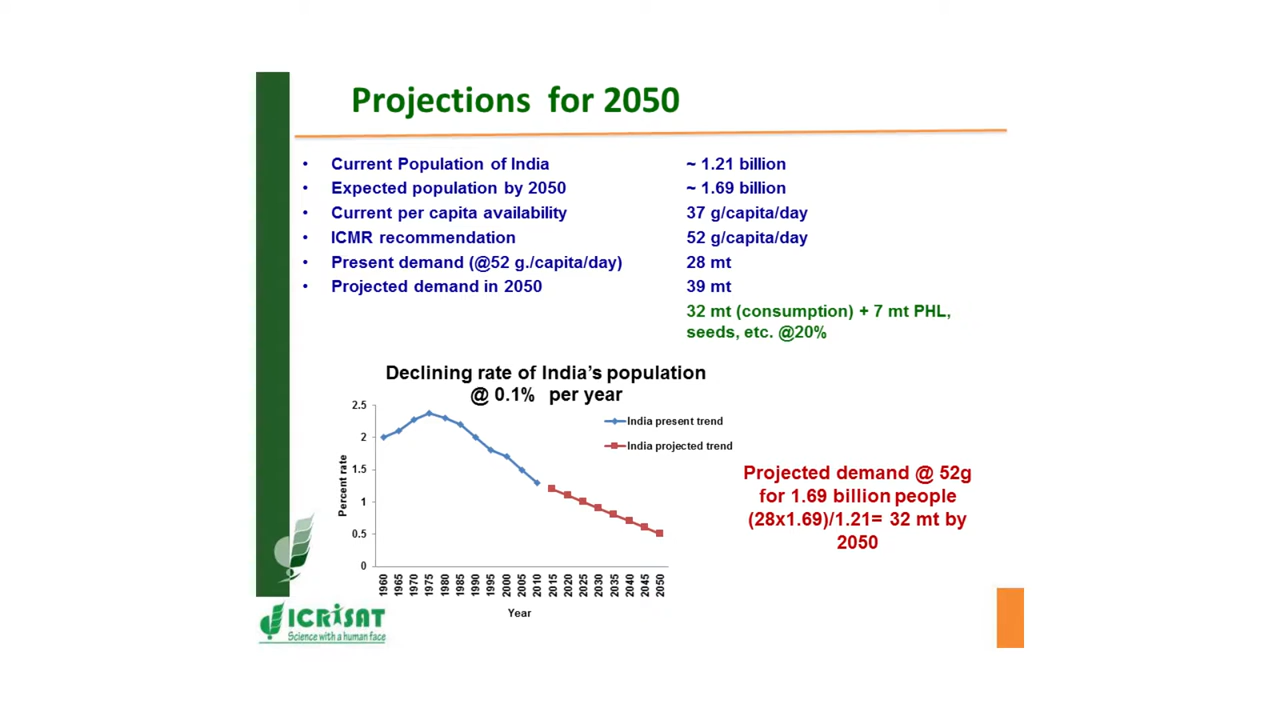 Projections for 2050
• Current Population of India ~ 1.21 billion
• Expected population by 2050 ~ 1.69 billion
• Current per capita availability 37 g/capita/day
• ICMR recommendation 52 g/capita/day
• Present demand (@52 g./capita/day) 28 mt
• Projected demand in 2050 39 mt
32 mt (consumption) + 7 mt PHL,
seeds, etc. @20%
Declining rate of India's population
@ 0.1% per year
2.5
2
1.5
1
0.5
0
Percent rate
India present trend
India projected trend
1960 1965 1970 1975 1980 1985 1990 1995 2000 2005 2010 2015 2020 2025 2030 2035 2040 2045 2050
Year
Projected demand @ 52g
for 1.69 billion people
(28x1.69)/1.21= 32 mt by
2050
ICRISAT
Science with a human face